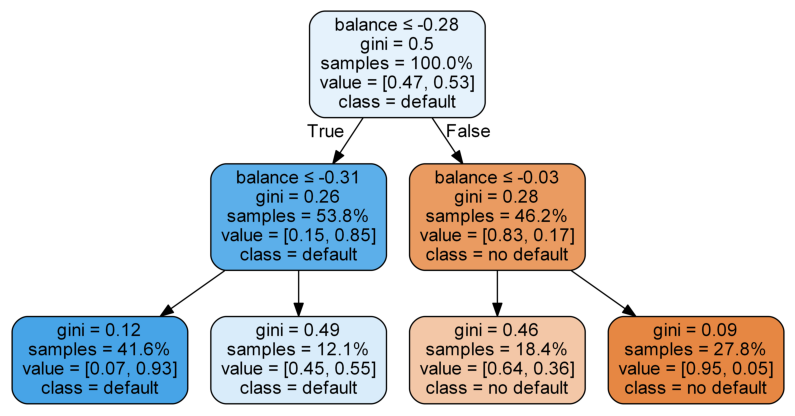 balance ≤ -0.28
gini = 0.5
samples = 100.0%
value = [0.47, 0.53]
class = default
True
False
balance ≤ -0.31
gini = 0.26
samples = 53.8%
value = [0.15, 0.85]
class = default
balance ≤ -0.03
gini = 0.28
samples = 46.2%
value = [0.83, 0.17]
class = no default
gini = 0.12
samples = 41.6%
value = [0.07, 0.93]
class = default
gini = 0.49
samples = 12.1%
value = [0.45, 0.55]
class = default
gini = 0.46
samples = 18.4%
value = [0.64, 0.36]
class = no default
gini = 0.09
samples = 27.8%
value = [0.95, 0.05]
class = no default